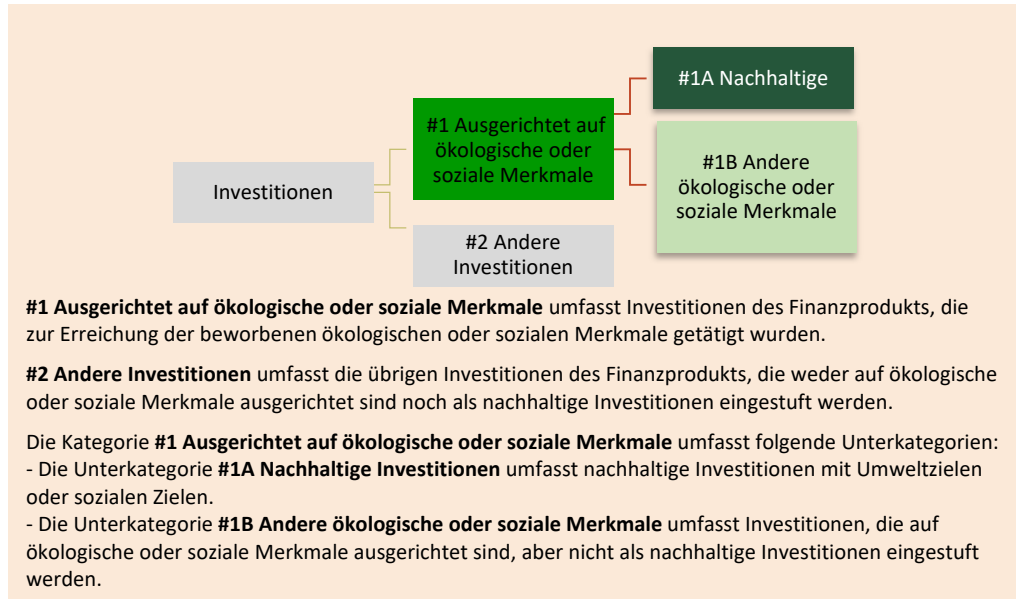 #1A Nachhaltige
#1 Ausgerichtet auf
ökologische oder
soziale Merkmale
#1B Andere
ökologische oder
soziale Merkmale
Investitionen
#2 Andere
Investitionen
#1 Ausgerichtet auf ökologische oder soziale Merkmale umfasst Investitionen des Finanzprodukts, die
zur Erreichung der beworbenen ökologischen oder sozialen Merkmale getätigt wurden.
#2 Andere Investitionen umfasst die übrigen Investitionen des Finanzprodukts, die weder auf ökologische
oder soziale Merkmale ausgerichtet sind noch als nachhaltige Investitionen eingestuft werden.
Die Kategorie #1 Ausgerichtet auf ökologische oder soziale Merkmale umfasst folgende Unterkategorien:
- Die Unterkategorie #1A Nachhaltige Investitionen umfasst nachhaltige Investitionen mit Umweltzielen
oder sozialen Zielen.
- Die Unterkategorie #1B Andere ökologische oder soziale Merkmale umfasst Investitionen, die auf
ökologische oder soziale Merkmale ausgerichtet sind, aber nicht als nachhaltige Investitionen eingestuft
werden.